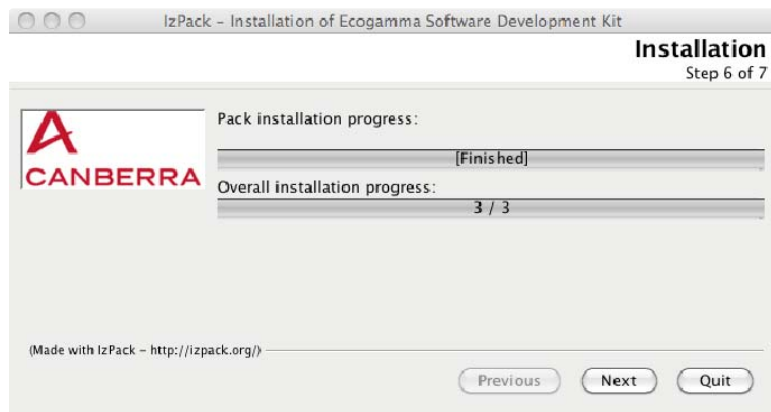 IzPack – Installation of Ecogamma Software Development Kit
Installation
Step 6 of 7
CANBERRA
Pack installation progress:
[Finished]
Overall installation progress:
3 / 3
(Made with IzPack – http://izpack.org/)
Previous
Next
Quit